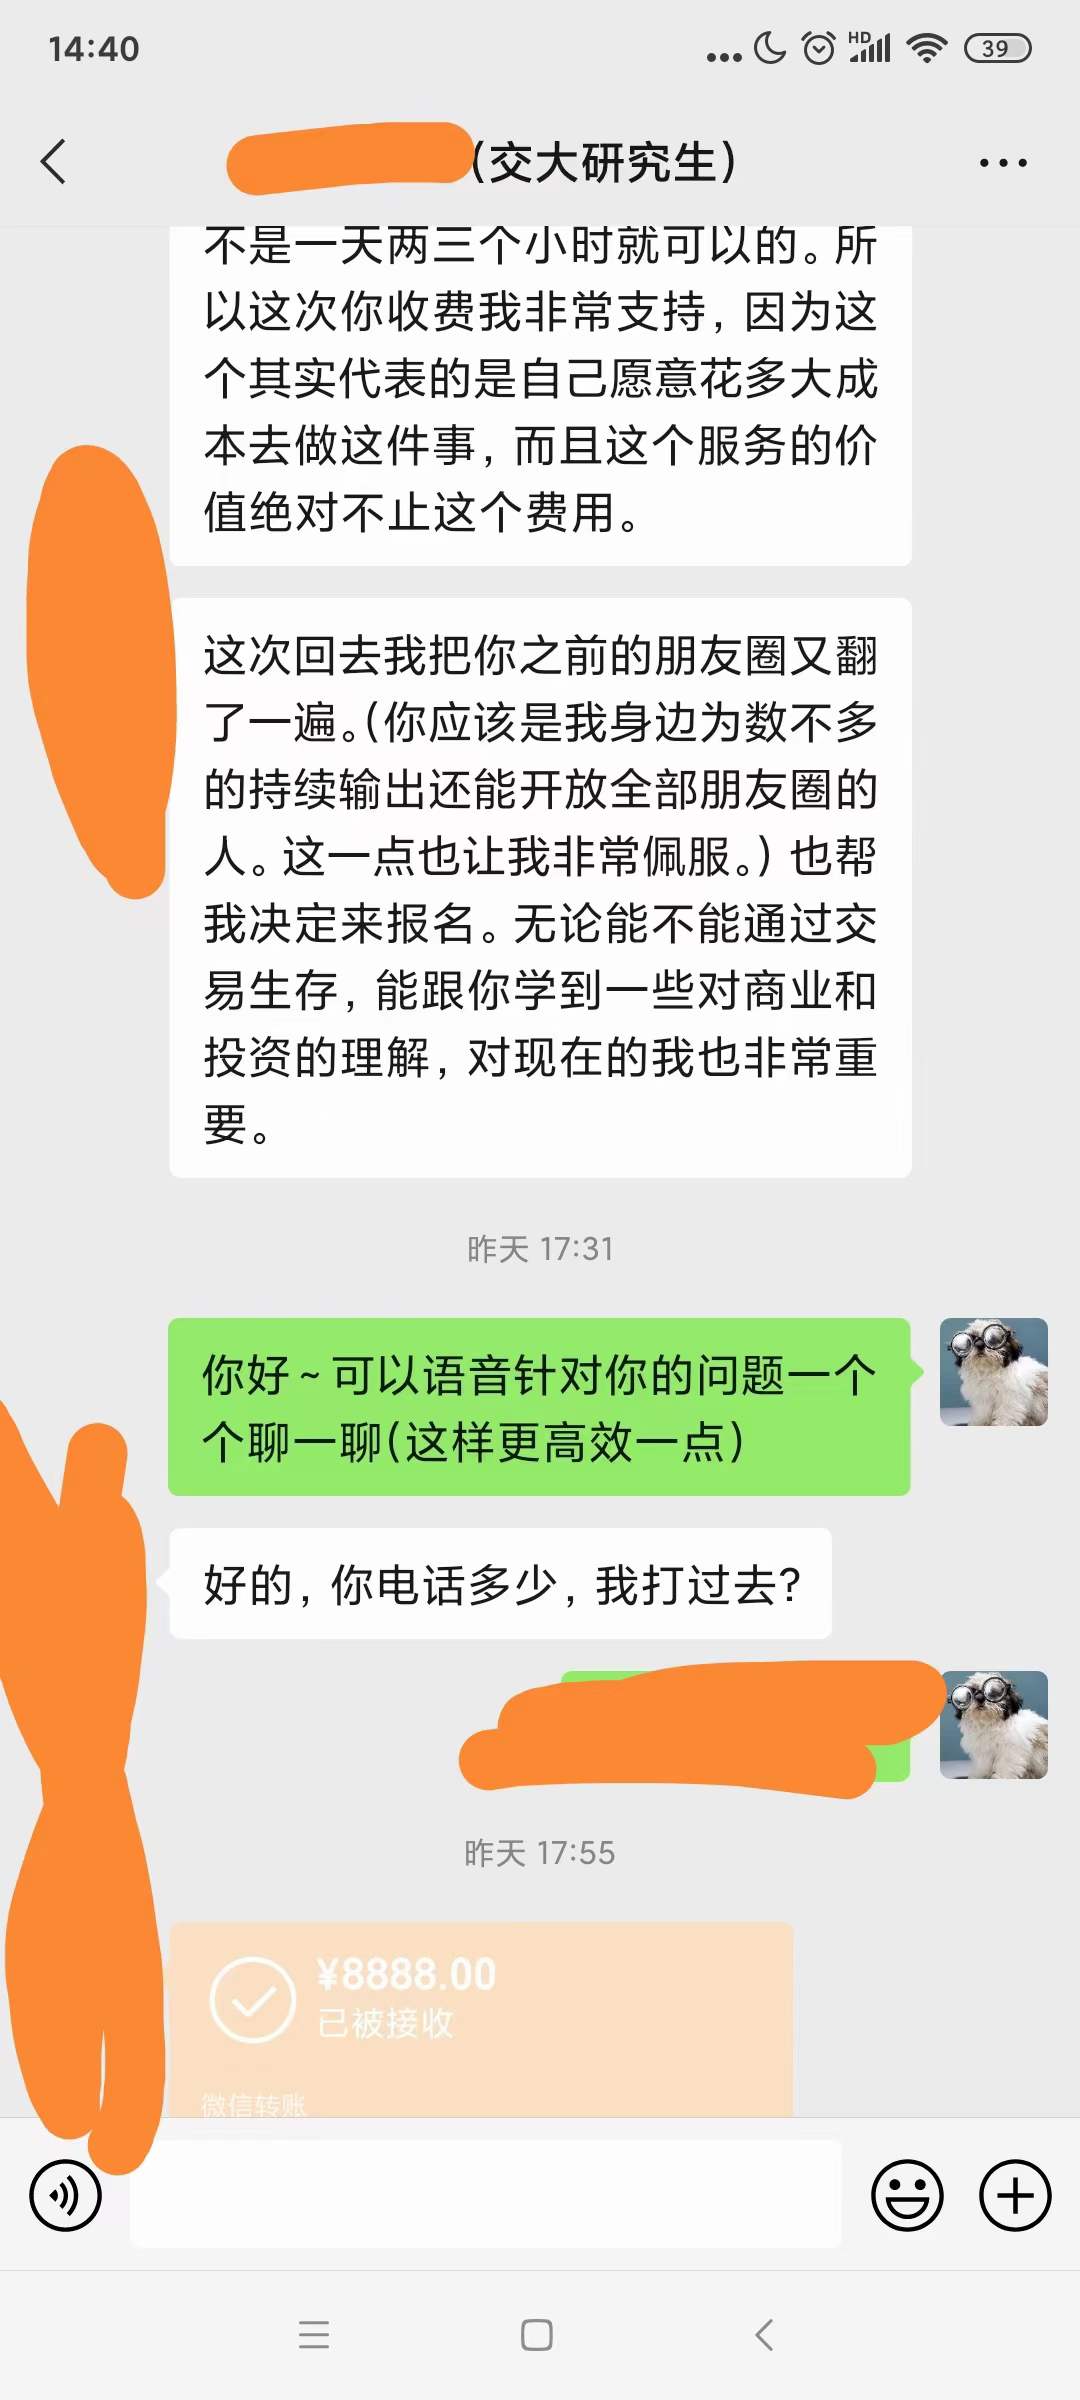 14:40
HD
39
(交大研究生)
不是一天两三个小时就可以的。所
以这次你收费我非常支持，因为这
个其实代表的是自己愿意花多大成
本去做这件事，而且这个服务的价
值绝对不止这个费用。
这次回去我把你之前的朋友圈又翻
了一遍。(你应该是我身边为数不多
的持续输出还能开放全部朋友圈的
人。这一点也让我非常佩服。)也帮
我决定来报名。无论能不能通过交
易生存，能跟你学到一些对商业和
投资的理解，对现在的我也非常重
要。
昨天 17:31
你好~可以语音针对你的问题一个
个聊一聊(这样更高效一点)
好的，你电话多少，我打过去?
昨天 17:55
¥8888.00
已被接收
微信转账